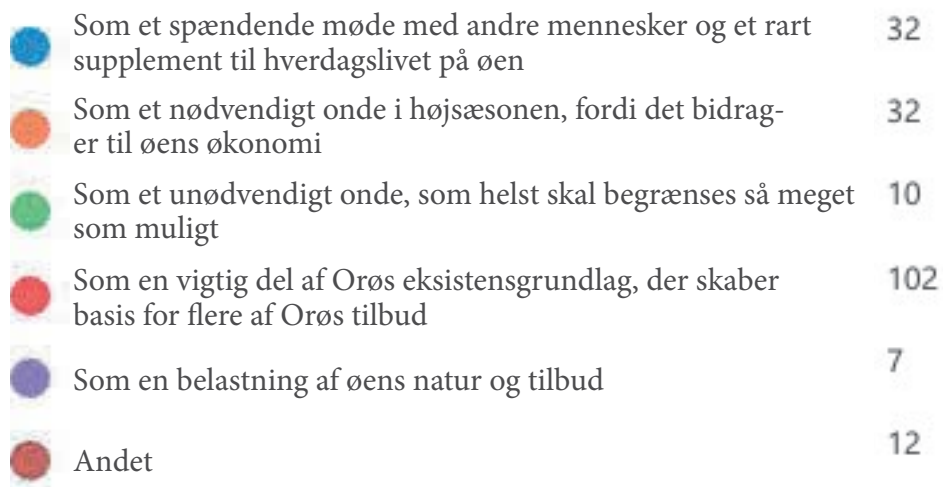 Som et spændende møde med andre mennesker og et rart 32
supplement til hverdagslivet på øen
Som et nødvendigt onde i højsæsonen, fordi det bidrag- 32
er til øens økonomi
Som et unødvendigt onde, som helst skal begrænses så meget 10
som muligt
Som en vigtig del af Orøs eksistensgrundlag, der skaber 102
basis for flere af Orøs tilbud
Som en belastning af øens natur og tilbud 7
Andet 12